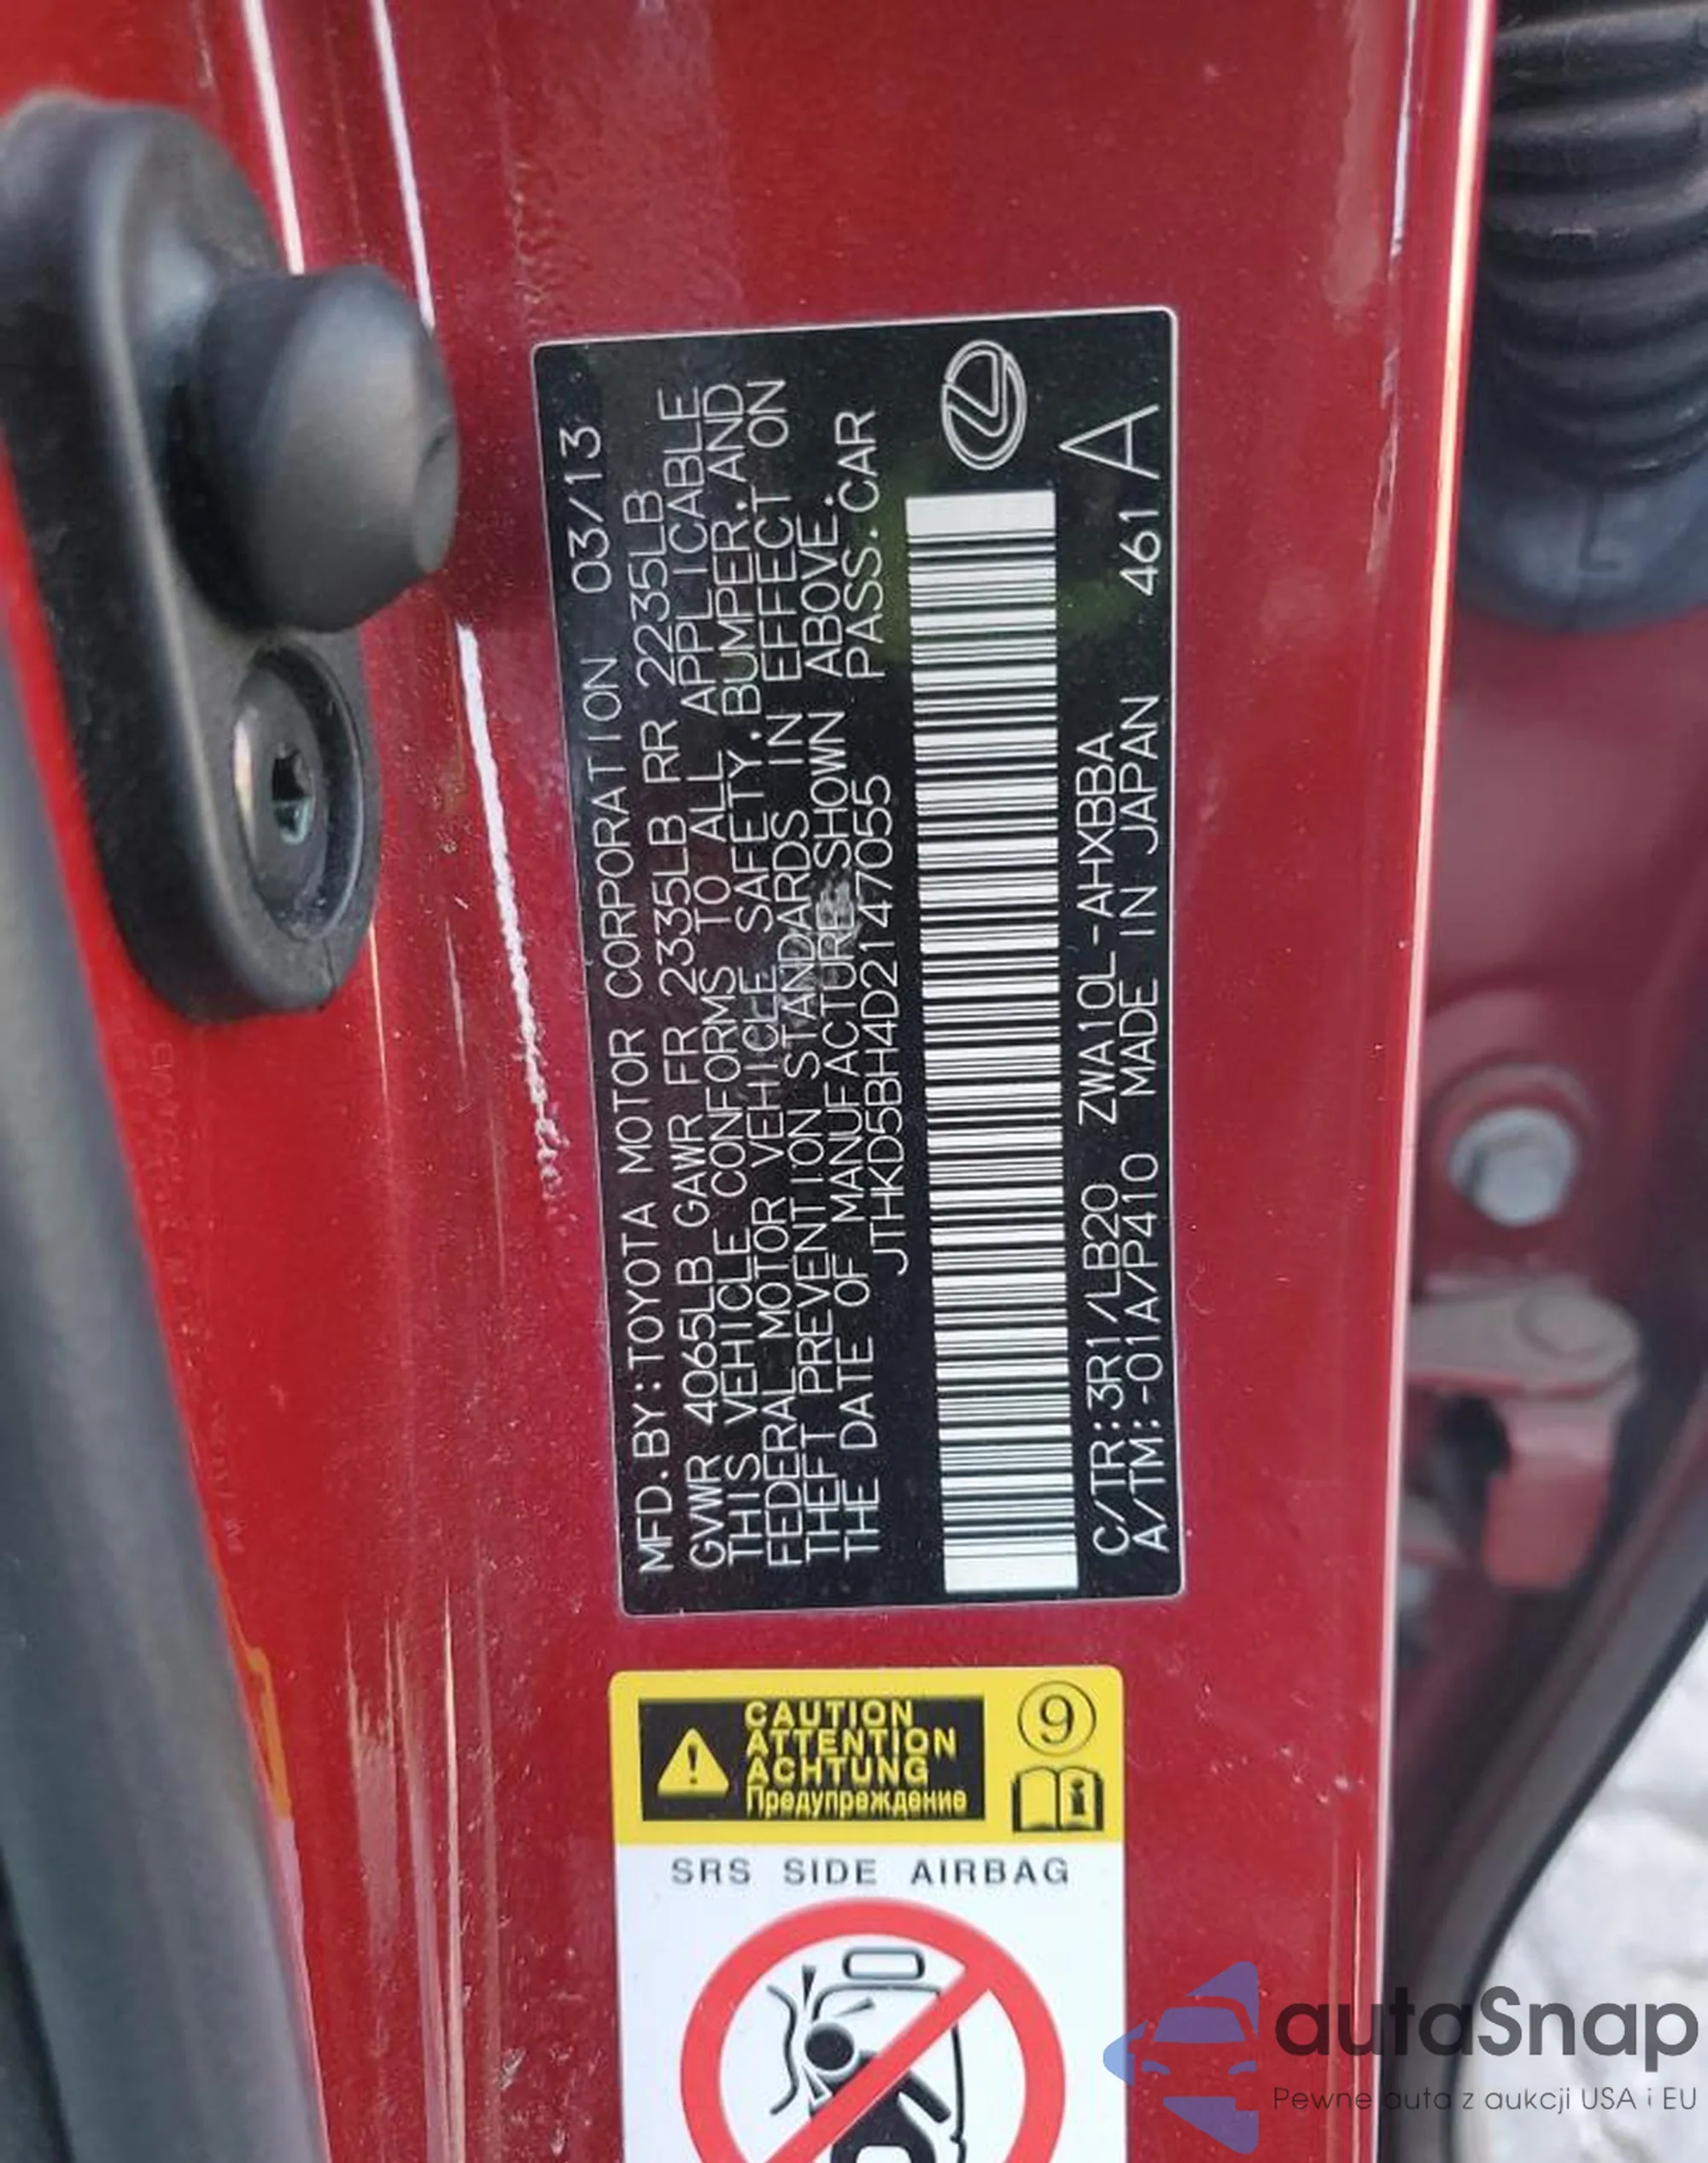 MFD.BY:TOYOTA MOTOR CORPORATION 03/13
GVWR 4065LB GAWR FR 2335LB RR 2235LB
THIS VEHICLE CONFORMS TO ALL APPLICABLE
FEDERAL MOTOR VEHICLE SAFETY.BUMPER.AND
THEFT PREVENTION STANDARDS IN EFFECT ON
THE DATE OF MANUFACTURE SHOWN ABOVE.
JTHKD5BH4D2147055 PASS.CAR
C/TR:3R1/LB20 ZWA10L-AHXBBA
A/TM:-01A/P410 MADE IN JAPAN 461 A
CAUTION
ATTENTION
ACHTUNG
Предупреждение
9
SRS SIDE AIRBAG
autaSnap
Pewne auta z aukcji USA i EU